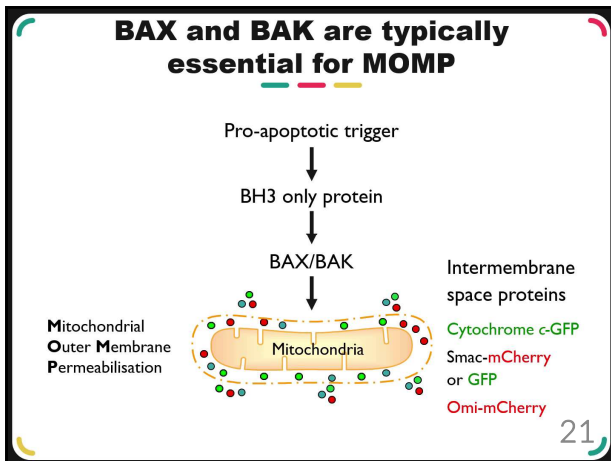 BAX and BAK are typically
essential for MOMP
Pro-apoptotic trigger
BH3 only protein
BAX/BAK
Mitochondrial
Outer Membrane
Permeabilisation
Mitochondria
Intermembrane
space proteins
Cytochrome c-GFP
Smac-mCherry
or GFP
Omi-mCherry
21